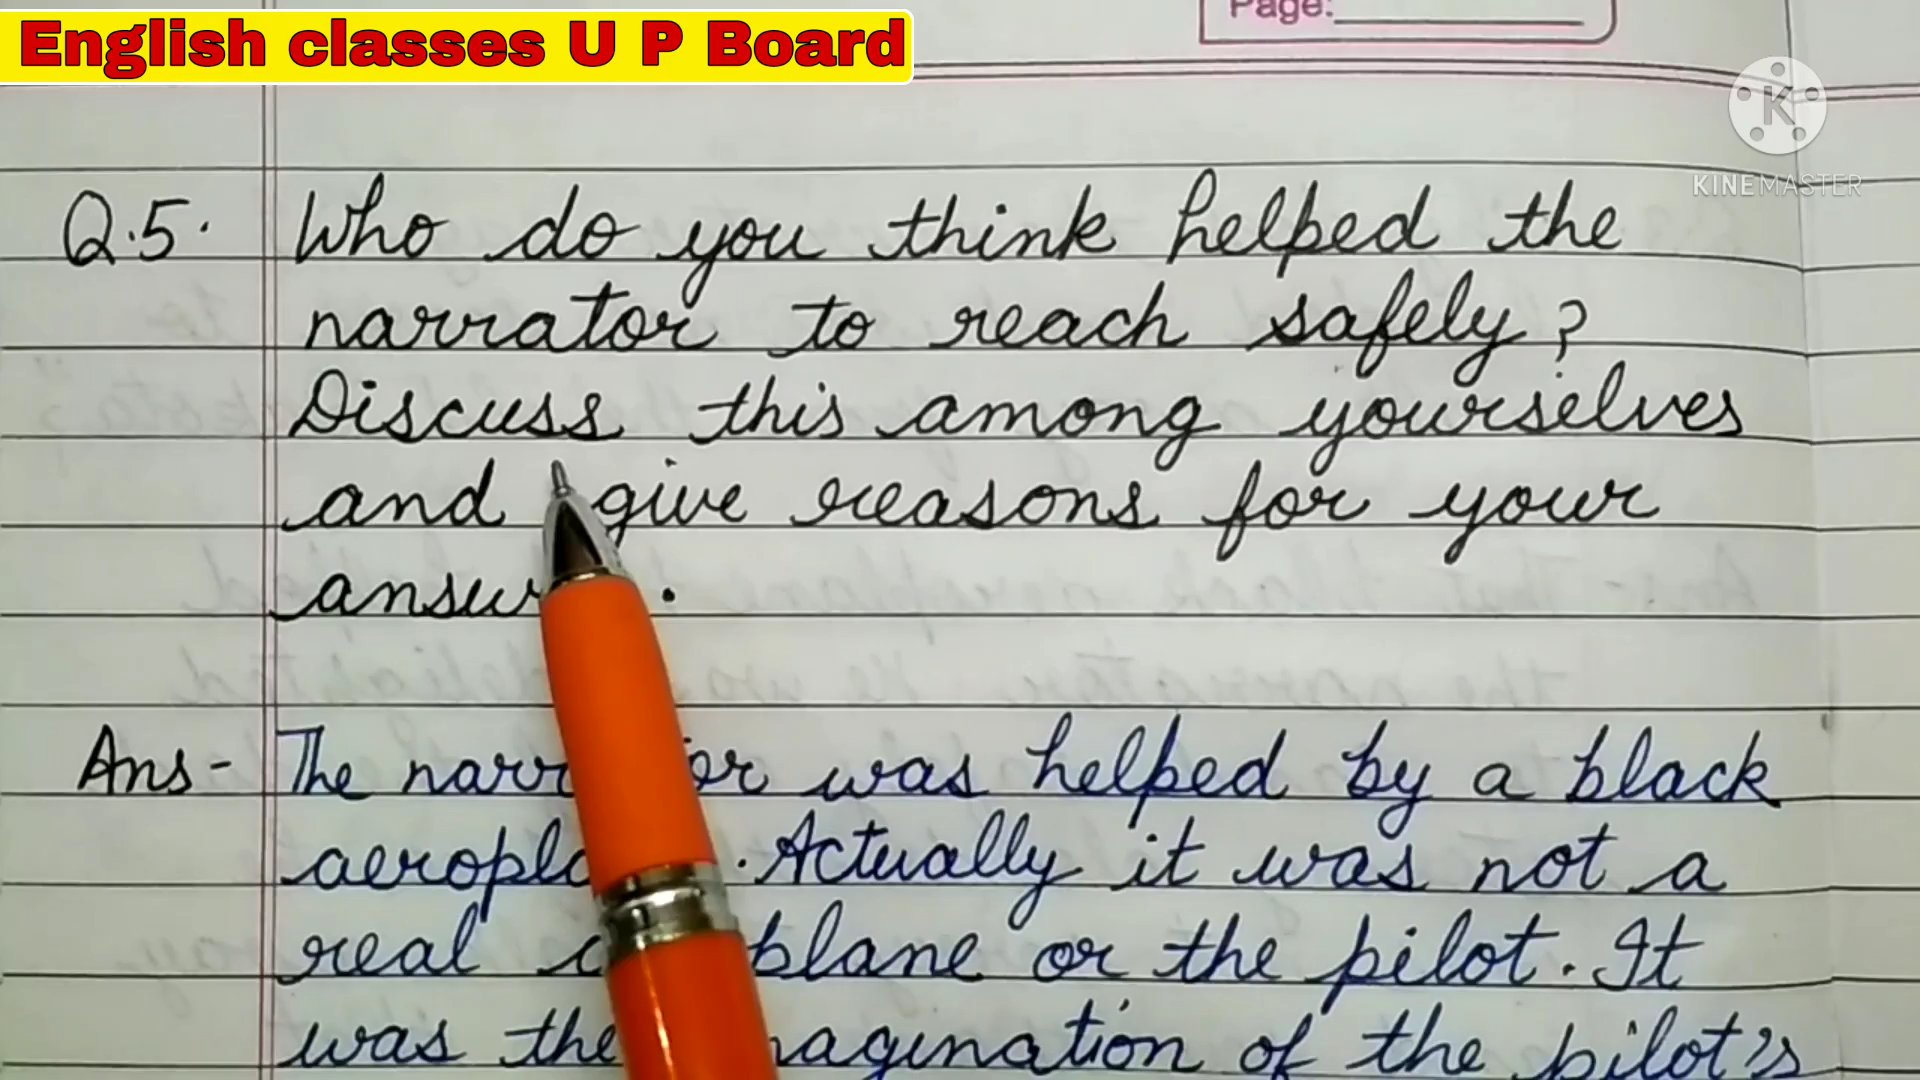 Page:
English classes U P Board
KINEMASTER
Q.5. Who do you think helped the
narrator to reach safely?
Discuss this among yourselves
and give reasons for your
Ans- The was helped by a black
. Actually it was not a
real or the pilot. It
was the of the pilot's